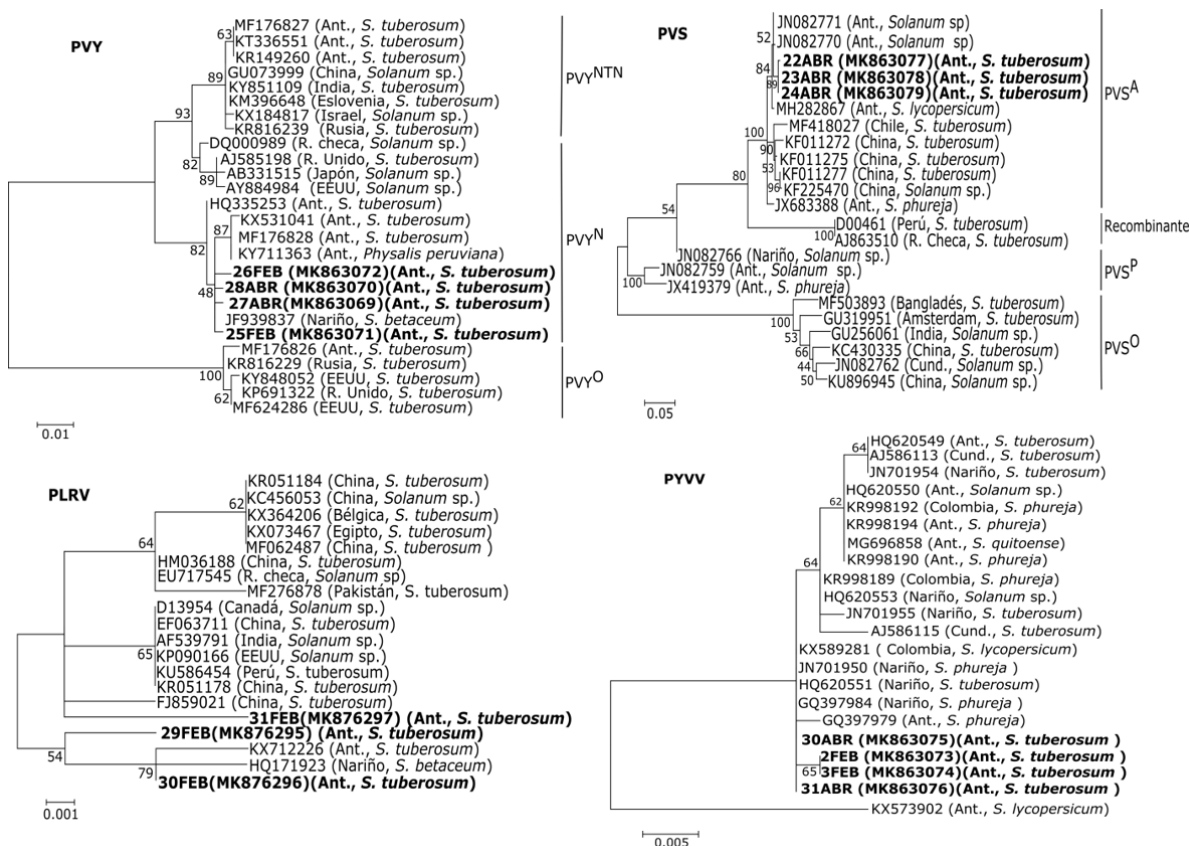 PVY
MF176827 (Ant., S. tuberosum)
KT336551 (Ant., S. tuberosum)
KR149260 (Ant., S. tuberosum)
GU073999 (China, Solanum sp.)
KY851109 (India, S. tuberosum)
KM396648 (Eslovenia, S. tuberosum)
KX184817 (Israel, Solanum sp.)
KR816239 (Rusia, S. tuberosum)
DQ000989 (R. checa, Solanum sp.)
AJ585198 (R. Unido, S. tuberosum)
AB331515 (Japón, Solanum sp.)
AY884984 (EEUU, Solanum sp.)
HQ335253 (Ant., S. tuberosum)
KX531041 (Ant., S. tuberosum)
MF176828 (Ant., S. tuberosum)
KY711363 (Ant., Physalis peruviana)
26FEB (MK863072)(Ant., S. tuberosum)
28ABR(MK863070)(Ant., S. tuberosum)
27ABR(MK863069)(Ant., S. tuberosum)
JF939837 (Nariño, S. betaceum)
25FEB (MK863071)(Ant., S. tuberosum)
MF176826 (Ant., S. tuberosum)
KR816229 (Rusia, S. tuberosum)
KY848052 (EEUU, S. tuberosum)
KP691322 (R. Unido, S. tuberosum)
MF624286 (EEUU, S. tuberosum)
63
89
93
82
89
87
82
48
100
62
PVY^NTN
PVY^N
PVY^O
0.01
PVS
JN082771 (Ant., Solanum sp)
JN082770 (Ant., Solanum sp)
22ABR (MK863077)(Ant., S. tuberosum)
23ABR (MK863078)(Ant., S. tuberosum)
24ABR (MK863079)(Ant., S. tuberosum)
MH282867 (Ant., S. lycopersicum)
MF418027 (Chile, S. tuberosum)
KF011272 (China, S. tuberosum)
KF011275 (China, S. tuberosum)
KF011277 (China, S. tuberosum)
KF225470 (China, Solanum sp.)
JX683388 (Ant., S. phureja)
D00461 (Perú, S. tuberosum)
AJ863510 (R. Checa, S. tuberosum)
JN082766 (Nariño, Solanum sp.)
JN082759 (Ant., Solanum sp.)
JX419379 (Ant., S. phureja)
MF503893 (Bangladés, S. tuberosum)
GU319951 (Amsterdam, S. tuberosum)
GU256061 (India, Solanum sp.)
KC430335 (China, S. tuberosum)
JN082762 (Cund., Solanum sp.)
KU896945 (China, Solanum sp.)
52
84
89
100
90
53
96
80
100
54
100
100
53
66
44
50
PVS^A
Recombinante
PVS^P
PVS^O
0.05
PLRV
KR051184 (China, S. tuberosum)
KC456053 (China, Solanum sp.)
KX364206 (Bélgica, S. tuberosum)
KX073467 (Egipto, S. tuberosum)
MF062487 (China, S. tuberosum )
HM036188 (China, S. tuberosum)
EU717545 (R. checa, Solanum sp)
MF276878 (Pakistán, S. tuberosum)
D13954 (Canadá, Solanum sp.)
EF063711 (China, S. tuberosum)
AF539791 (India, Solanum sp.)
KP090166 (EEUU, Solanum sp.)
KU586454 (Perú, S. tuberosum)
KR051178 (China, S. tuberosum)
FJ859021 (China, S. tuberosum)
31FEB(MK876297) (Ant., S. tuberosum)
29FEB(MK876295) (Ant., S. tuberosum)
KX712226 (Ant., S. tuberosum)
HQ171923 (Nariño, S. betaceum)
30FEB(MK876296)(Ant., S. tuberosum)
62
64
65
54
79
0.001
PYVV
HQ620549 (Ant., S. tuberosum)
AJ586113 (Cund., S. tuberosum)
JN701954 (Nariño, S. tuberosum)
HQ620550 (Ant., Solanum sp.)
KR998192 (Colombia, S. phureja)
KR998194 (Ant., S. phureja)
MG696858 (Ant., S. quitoense)
KR998190 (Ant., S. phureja)
KR998189 (Colombia, S. phureja)
HQ620553 (Nariño, Solanum sp.)
JN701955 (Nariño, S. tuberosum)
AJ586115 (Cund., S. tuberosum)
KX589281 ( Colombia, S. lycopersicum)
JN701950 (Nariño, S. phureja )
HQ620551 (Nariño, S. tuberosum)
GQ397984 (Nariño, S. phureja)
GQ397979 (Ant., S. phureja)
30ABR (MK863075)(Ant., S. tuberosum )
2FEB (MK863073)(Ant., S. tuberosum )
3FEB (MK863074)(Ant., S. tuberosum )
31ABR (MK863076)(Ant., S. tuberosum )
KX573902 (Ant., S. lycopersicum)
64
62
64
65
0.005